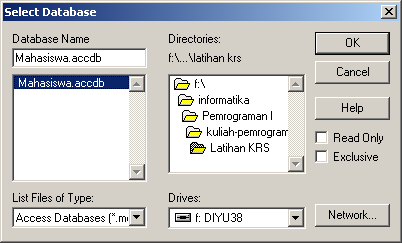 Select Database
Database Name
Mahasiswa.accdb
Mahasiswa.accdb
List Files of Type:
Access Databases (*.m
Directories:
f:\...\latihan krs
f:\
informatika
Pemrograman I
kuliah-pemrogram
Latihan KRS
Drives:
f: DIYU38
OK
Cancel
Help
Read Only
Exclusive
Network...